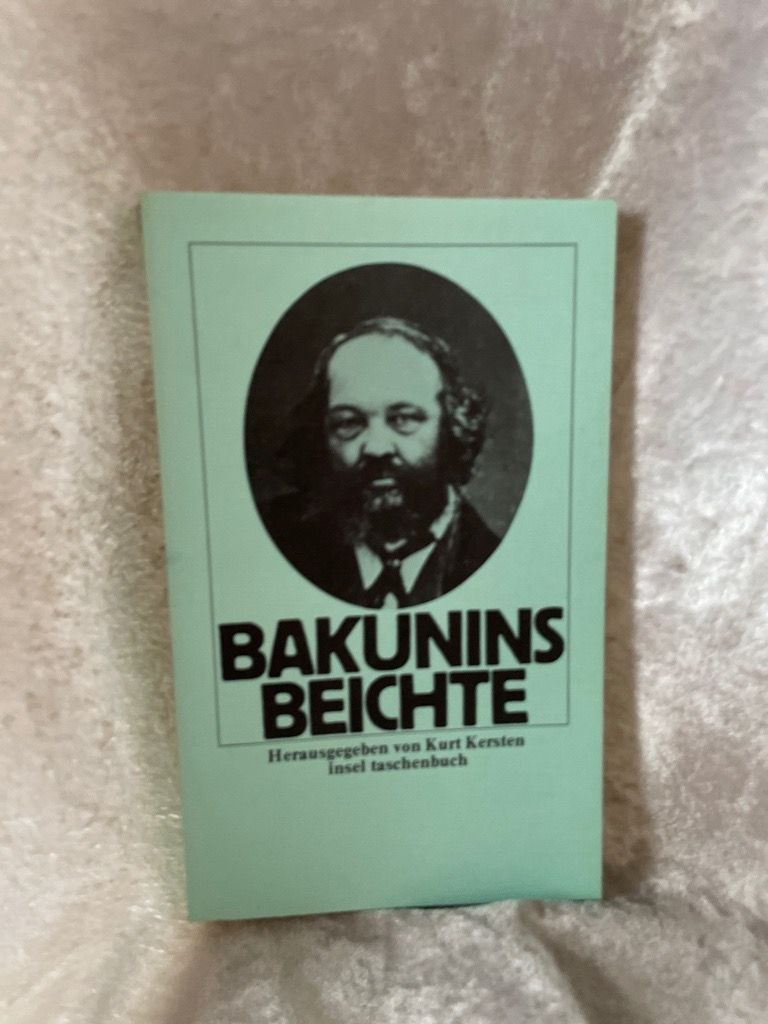 BAKUNINS
BEICHTE
Herausgegeben von Kurt Kersten
insel taschenbuch